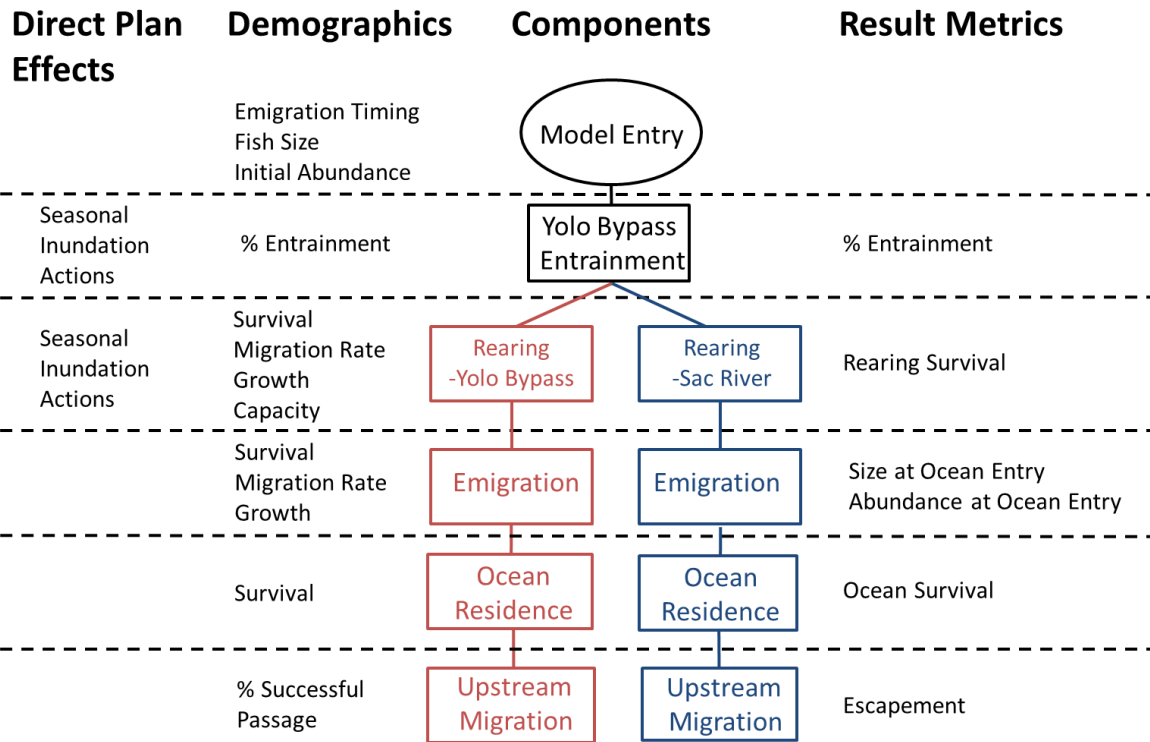 Direct Plan
Effects
Demographics
Components
Result Metrics
Emigration Timing
Fish Size
Initial Abundance
Model Entry
Seasonal
Inundation
Actions
% Entrainment
Yolo Bypass
Entrainment
% Entrainment
Seasonal
Inundation
Actions
Survival
Migration Rate
Growth
Capacity
Rearing
-Yolo Bypass
Rearing
-Sac River
Rearing Survival
Survival
Migration Rate
Growth
Emigration
Emigration
Size at Ocean Entry
Abundance at Ocean Entry
Survival
Ocean
Residence
Ocean
Residence
Ocean Survival
% Successful
Passage
Upstream
Migration
Upstream
Migration
Escapement